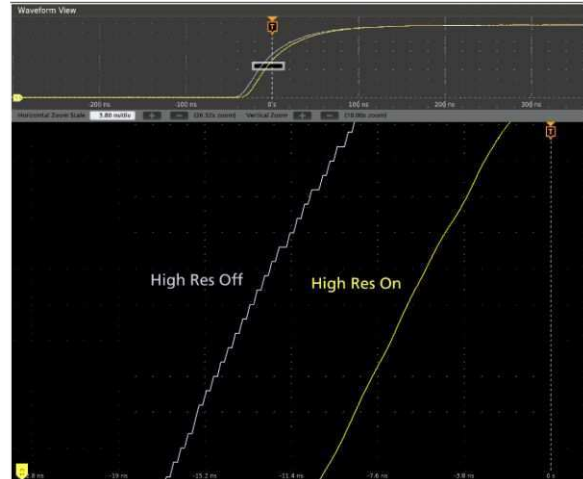 Waveform View
T
-200 ns -100 ns 0 s 100 ns 200 ns 300 ns
Horizontal Zoom Scale 3.80 ns/div + − Vertical Zoom + −
T
High Res Off High Res On
-19 ns -15.2 ns -11.4 ns -7.6 ns -3.8 ns 0 s